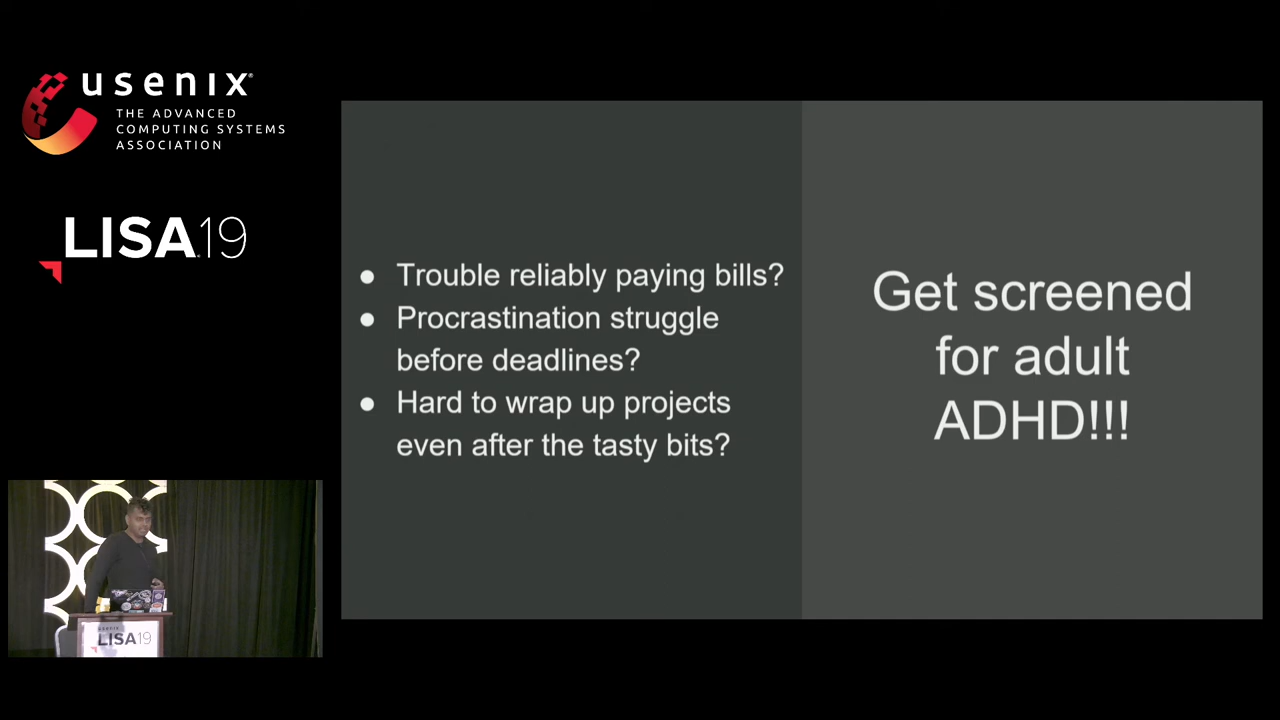 usenix®
THE ADVANCED
COMPUTING SYSTEMS
ASSOCIATION
LISA19
● Trouble reliably paying bills?
● Procrastination struggle
before deadlines?
● Hard to wrap up projects
even after the tasty bits?
Get screened
for adult
ADHD!!!
usenix
LISA19